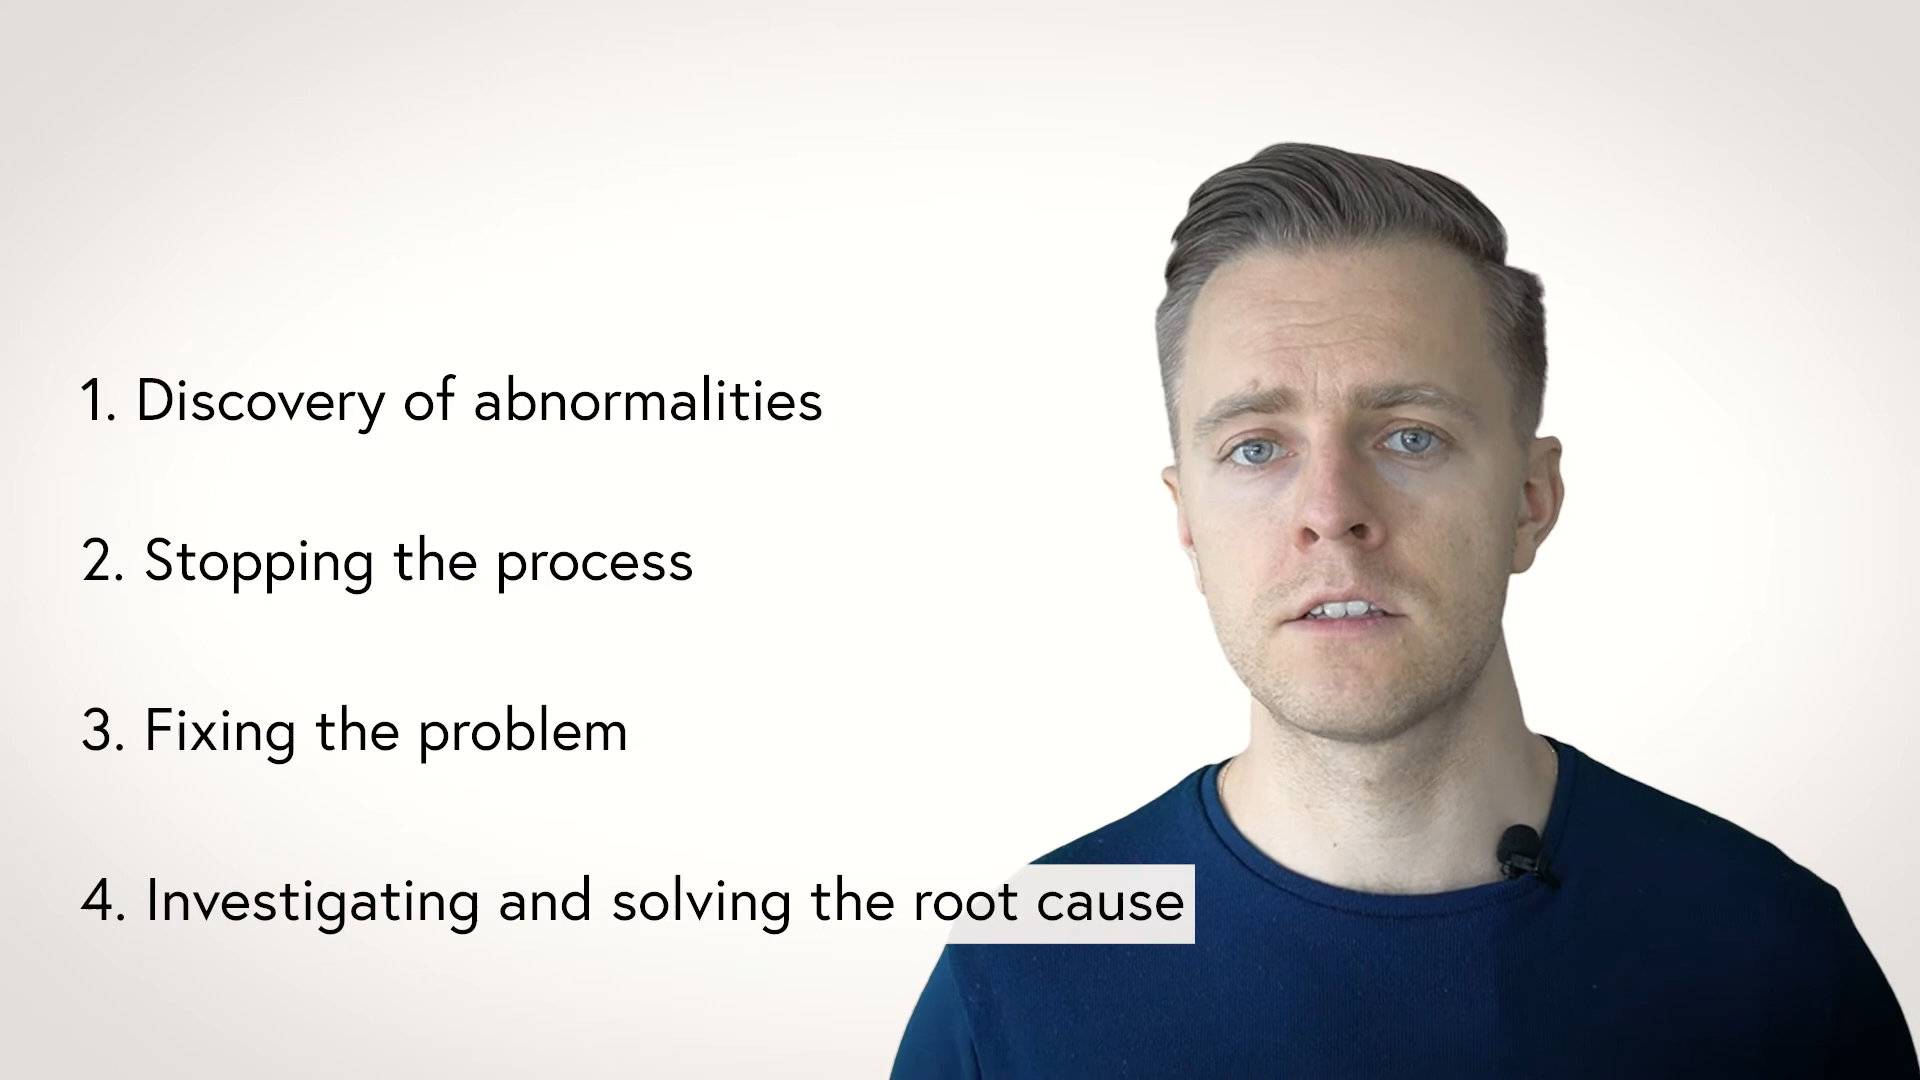 1. Discovery of abnormalities
2. Stopping the process
3. Fixing the problem
4. Investigating and solving the root cause